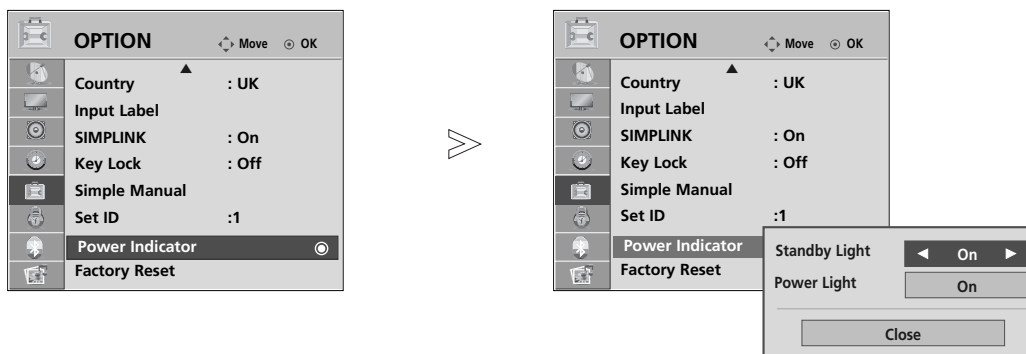 OPTION Move OK
Country : UK
Input Label
SIMPLINK : On
Key Lock : Off
Simple Manual
Set ID :1
Power Indicator
Factory Reset
OPTION Move OK
Country : UK
Input Label
SIMPLINK : On
Key Lock : Off
Simple Manual
Set ID :1
Power Indicator
Factory Reset
Standby Light ◄ On ►
Power Light On
Close